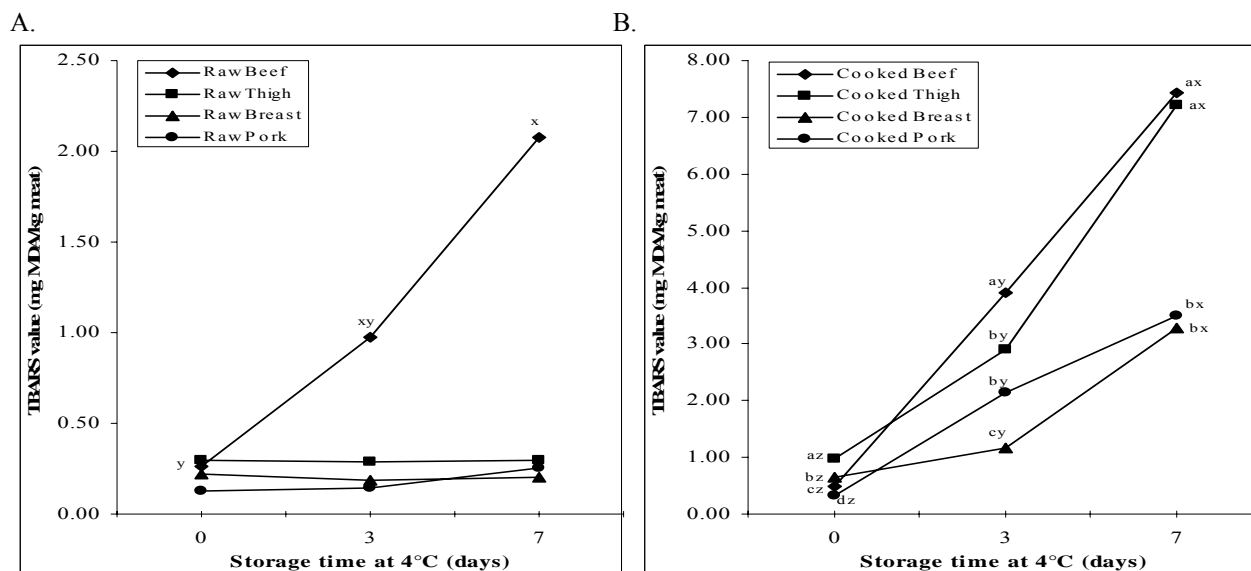 A.
TBARS value (mg MDA/kg meat)
2.50
2.00
1.50
1.00
0.50
0.00
Raw Beef
Raw Thigh
Raw Breast
Raw Pork
x
xy
y
0
3
7
Storage time at 4°C (days)
B.
TBARS value (mg MDA/kg meat)
8.00
7.00
6.00
5.00
4.00
3.00
2.00
1.00
0.00
Cooked Beef
Cooked Thigh
Cooked Breast
Cooked Pork
ax
ax
ay
by
bx
bx
by
cy
az
bz
cz
dz
0
3
7
Storage time at 4°C (days)